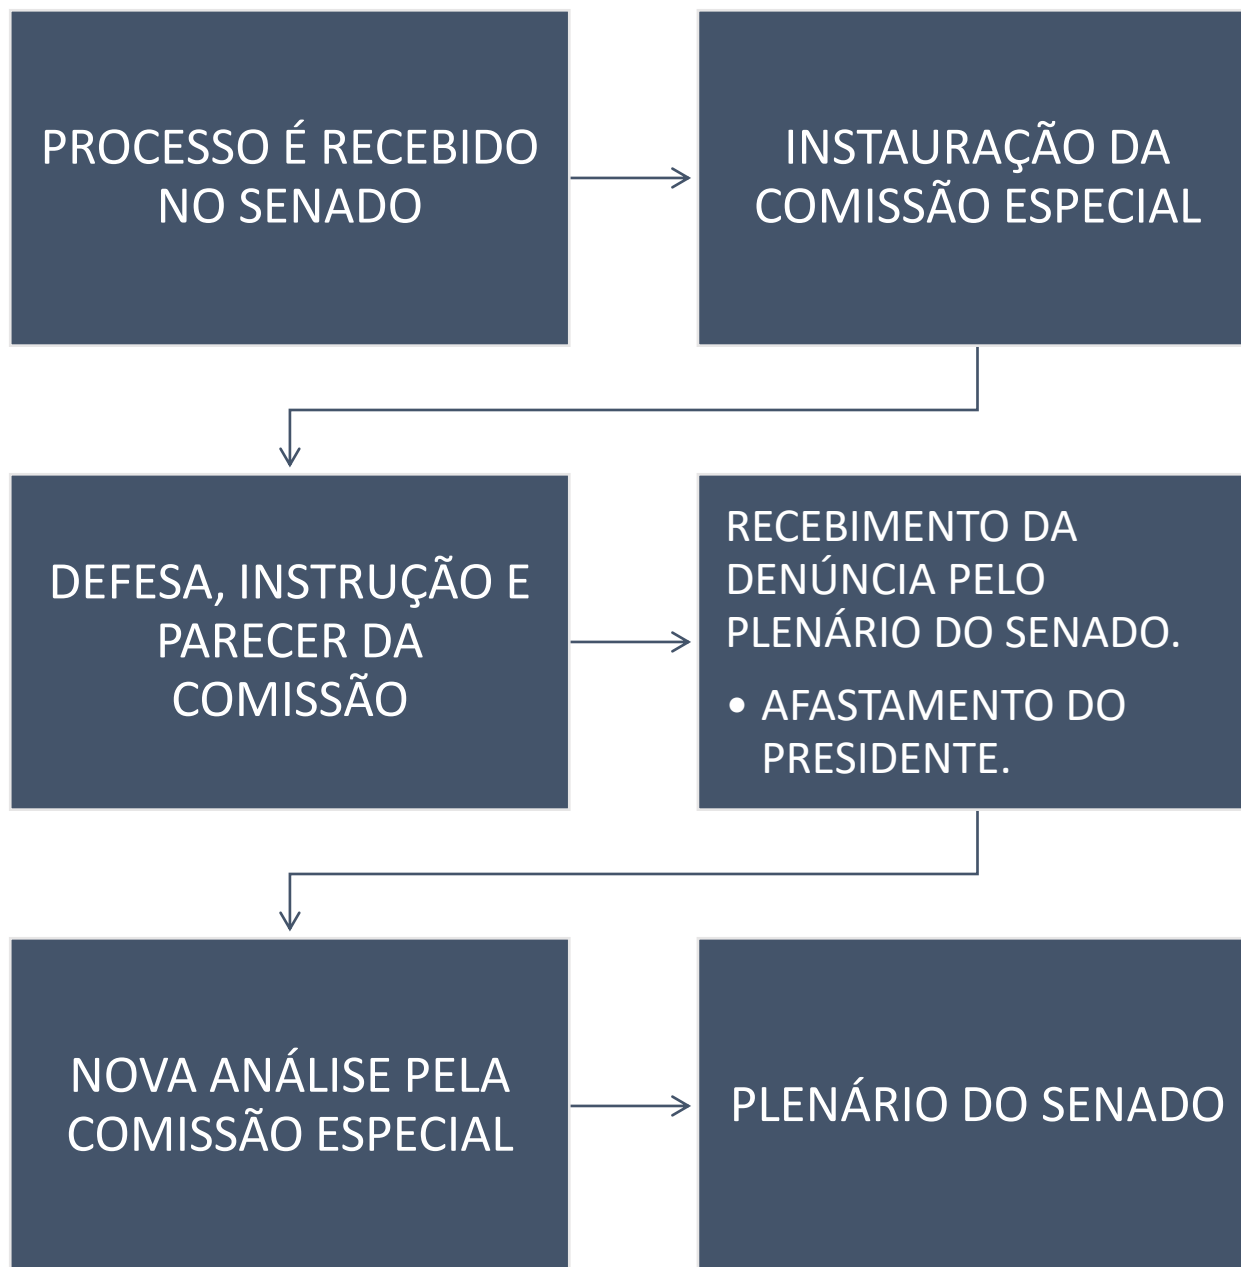 PROCESSO É RECEBIDO
NO SENADO
INSTAURAÇÃO DA
COMISSÃO ESPECIAL
DEFESA, INSTRUÇÃO E
PARECER DA
COMISSÃO
RECEBIMENTO DA
DENÚNCIA PELO
PLENÁRIO DO SENADO.
• AFASTAMENTO DO
PRESIDENTE.
NOVA ANÁLISE PELA
COMISSÃO ESPECIAL
PLENÁRIO DO SENADO